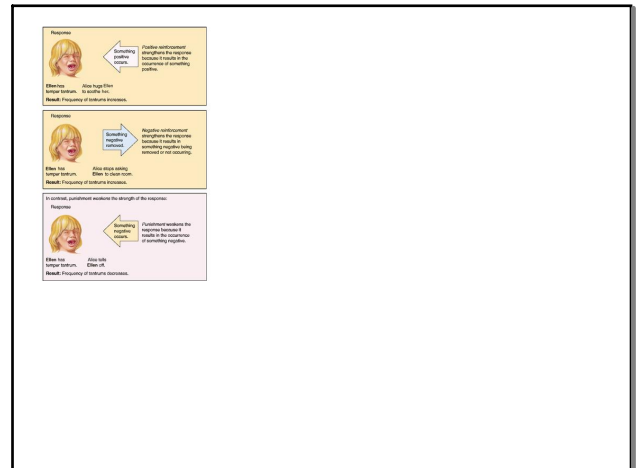 Response
Something
positive
occurs.
Positive reinforcement
strengthens the response
because it results in the
occurrence of something
positive.
Ellen has
temper tantrum.
Alice hugs Ellen
to soothe her.
Result: Frequency of tantrums increases.
Response
Something
negative
removed.
Negative reinforcement
strengthens the response
because it results in
something negative being
removed or not occurring.
Ellen has
temper tantrum.
Alice stops asking
Ellen to clean room.
Result: Frequency of tantrums increases.
In contrast, punishment weakens the strength of the response:
Response
Something
negative
occurs.
Punishment weakens the
response because it
results in the occurrence
of something negative.
Ellen has
temper tantrum.
Alice tells
Ellen off.
Result: Frequency of tantrums decreases.